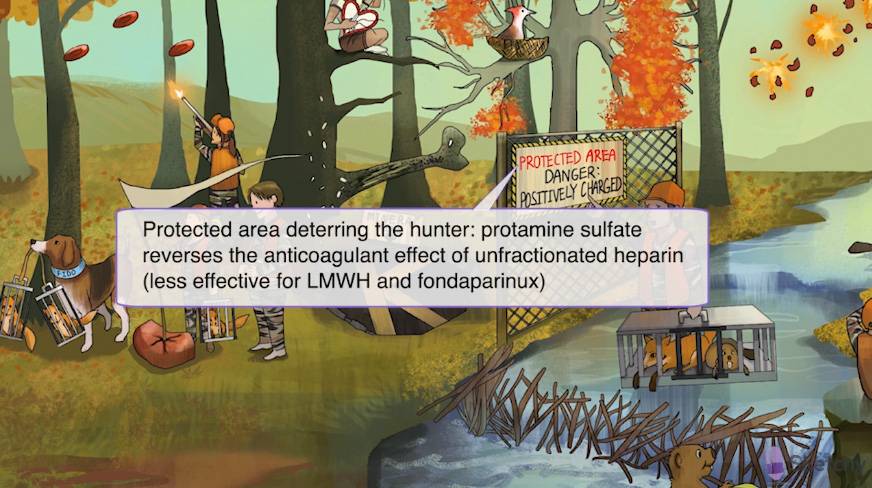 PROTECTED AREA
DANGER:
POSITIVELY CHARGED
Protected area deterring the hunter: protamine sulfate
reverses the anticoagulant effect of unfractionated heparin
(less effective for LMWH and fondaparinux)
FIDO